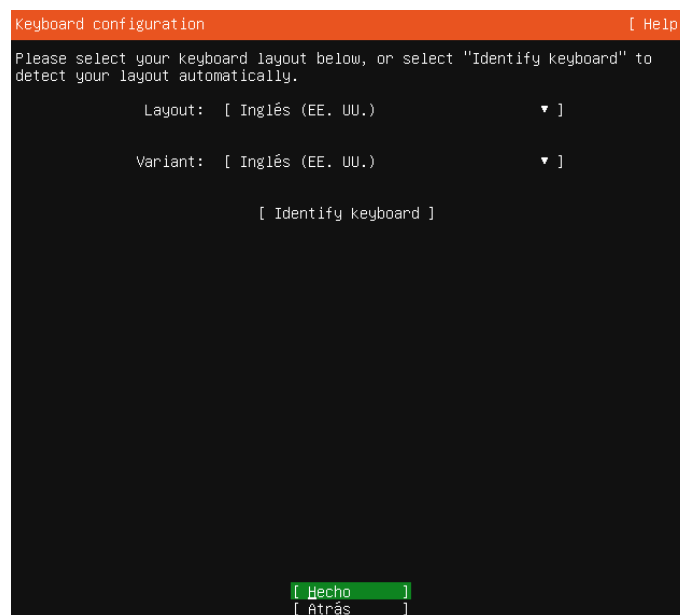 Keyboard configuration [ Help
Please select your keyboard layout below, or select "Identify keyboard" to
detect your layout automatically.
Layout: [ Inglés (EE. UU.) ▾ ]
Variant: [ Inglés (EE. UU.) ▾ ]
[ Identify keyboard ]
[ Hecho ]
[ Atrás ]